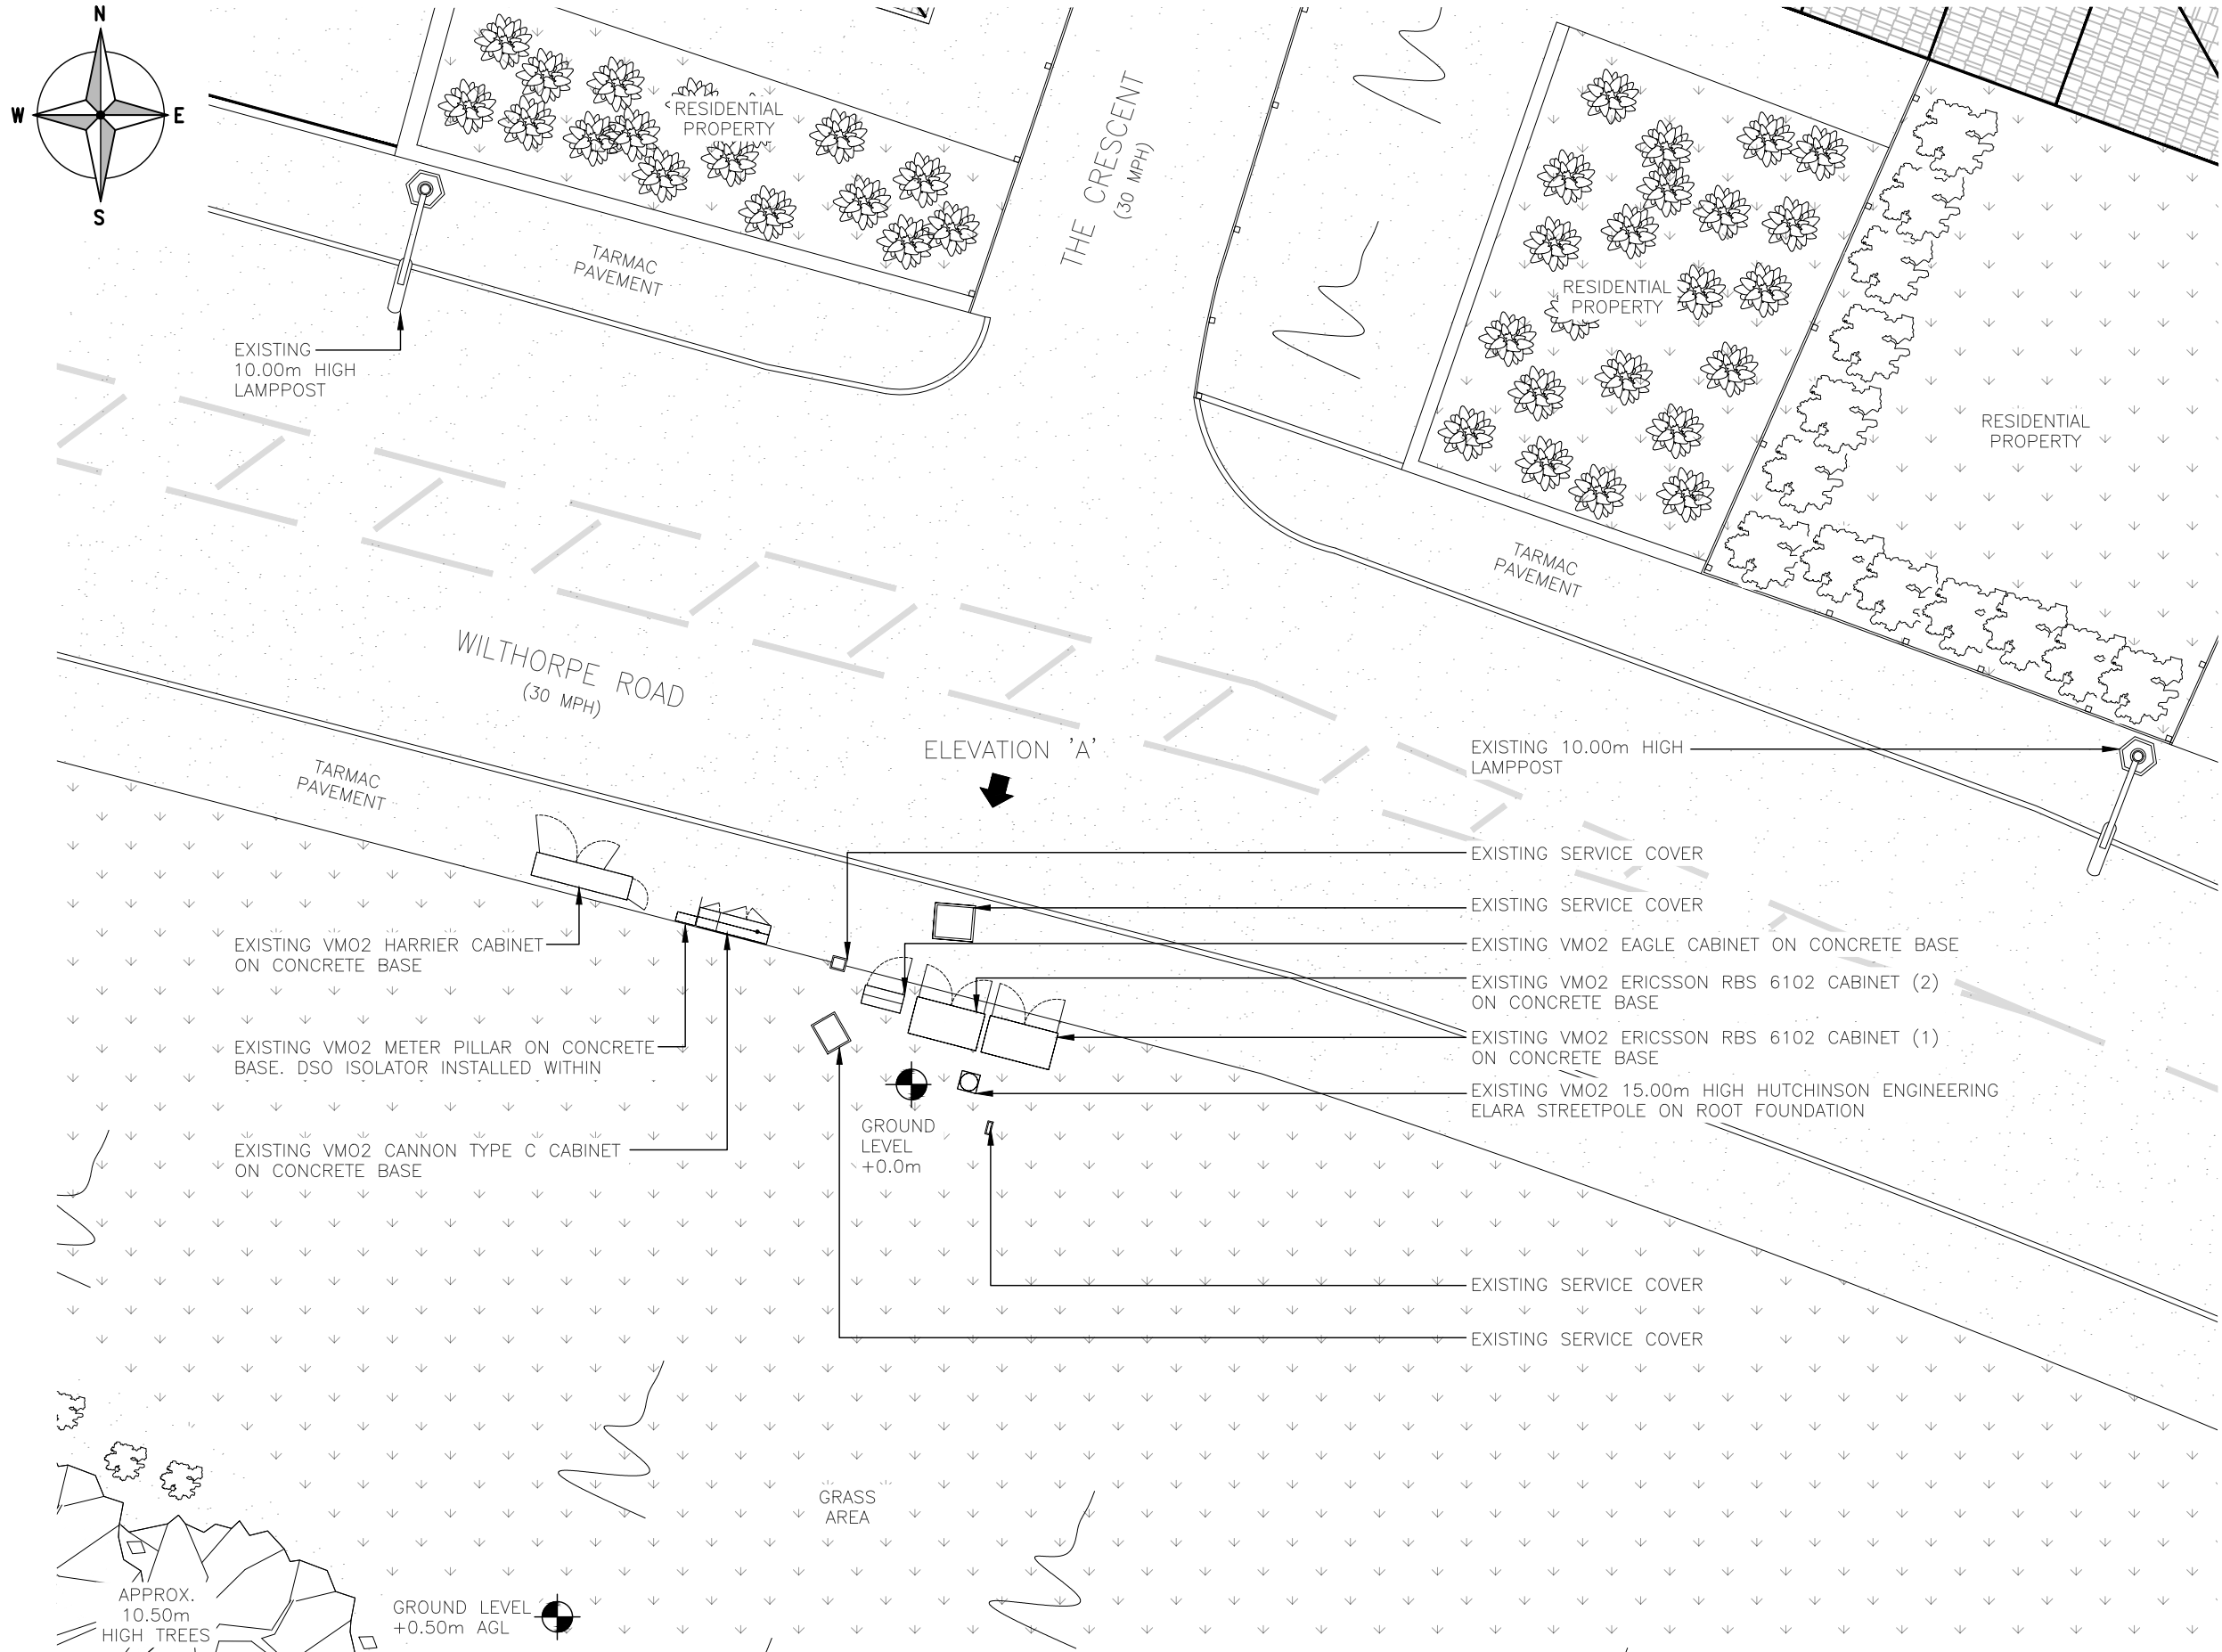 N
W
E
S
RESIDENTIAL
PROPERTY
THE CRESCENT
(30 MPH)
TARMAC
PAVEMENT
RESIDENTIAL
PROPERTY
EXISTING
10.00m HIGH
LAMPPOST
RESIDENTIAL
PROPERTY
TARMAC
PAVEMENT
WILTHORPE ROAD
(30 MPH)
ELEVATION 'A'
EXISTING 10.00m HIGH
LAMPPOST
TARMAC
PAVEMENT
EXISTING SERVICE COVER
EXISTING SERVICE COVER
EXISTING VMO2 HARRIER CABINET
ON CONCRETE BASE
EXISTING VMO2 EAGLE CABINET ON CONCRETE BASE
EXISTING VMO2 ERICSSON RBS 6102 CABINET (2)
ON CONCRETE BASE
EXISTING VMO2 METER PILLAR ON CONCRETE
BASE. DSO ISOLATOR INSTALLED WITHIN
EXISTING VMO2 ERICSSON RBS 6102 CABINET (1)
ON CONCRETE BASE
EXISTING VMO2 15.00m HIGH HUTCHINSON ENGINEERING
ELARA STREETPOLE ON ROOT FOUNDATION
GROUND
LEVEL
+0.0m
EXISTING VMO2 CANNON TYPE C CABINET
ON CONCRETE BASE
EXISTING SERVICE COVER
EXISTING SERVICE COVER
GRASS
AREA
APPROX.
10.50m
HIGH TREES
GROUND LEVEL
+0.50m AGL